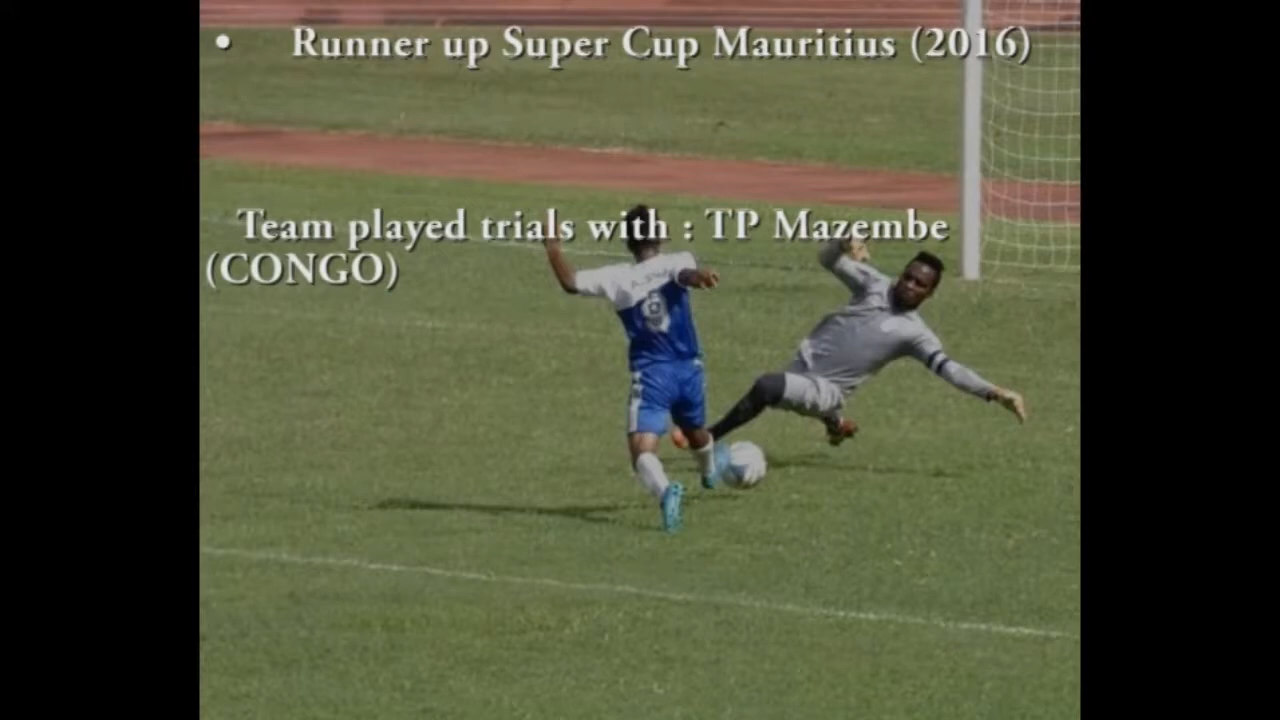 • Runner up Super Cup Mauritius (2016)
Team played trials with : TP Mazembe
(CONGO)